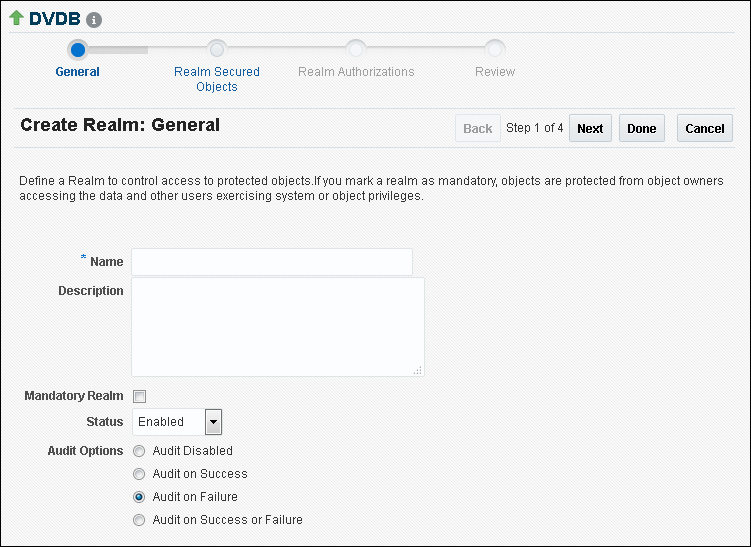 DVDB i
General
Realm Secured
Objects
Realm Authorizations
Review
Create Realm: General
Back Step 1 of 4 Next Done Cancel
Define a Realm to control access to protected objects.If you mark a realm as mandatory, objects are protected from object owners
accessing the data and other users exercising system or object privileges.
* Name
Description
Mandatory Realm
Status Enabled
Audit Options Audit Disabled
Audit on Success
Audit on Failure
Audit on Success or Failure